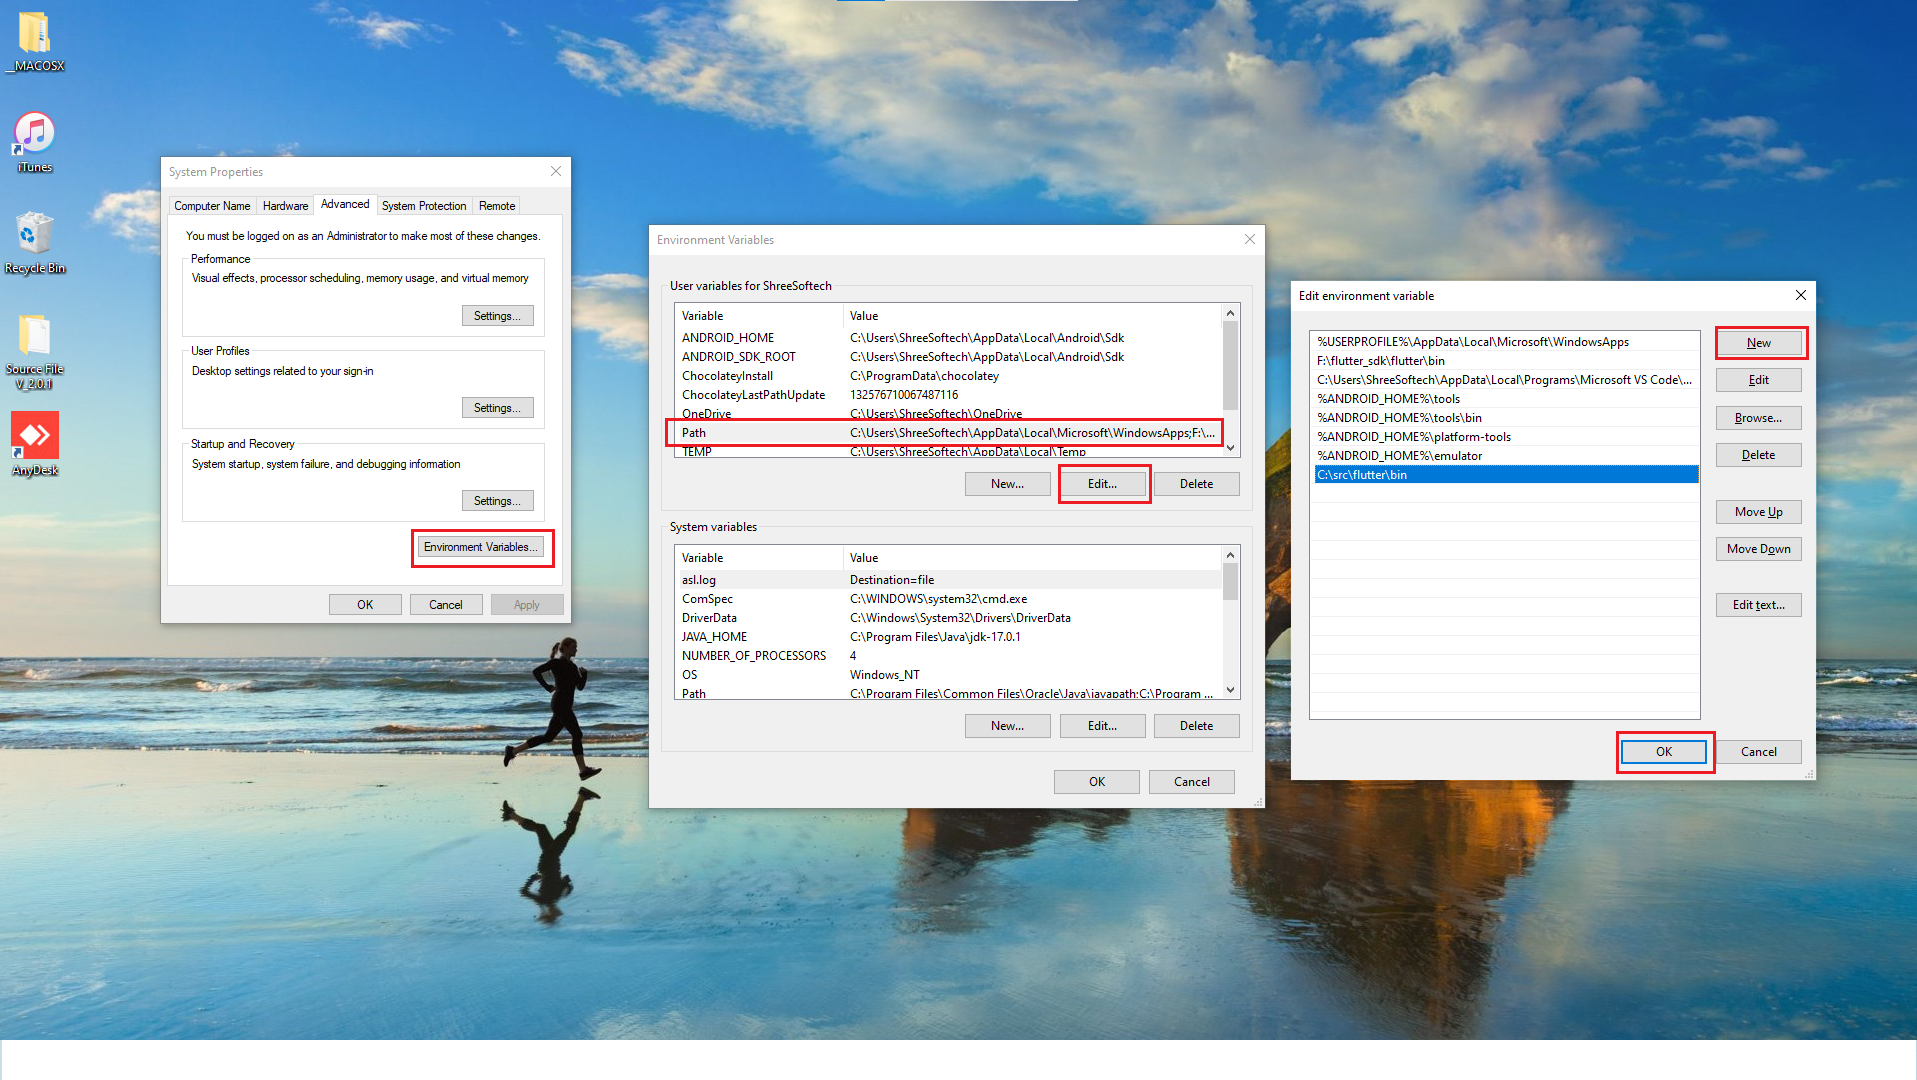 __MACOSX
iTunes
Recycle Bin
Source File
V_2.0.1
AnyDesk
System Properties
Computer Name
Hardware
Advanced
System Protection
Remote
You must be logged on as an Administrator to make most of these changes.
Performance
Visual effects, processor scheduling, memory usage, and virtual memory
Settings...
User Profiles
Desktop settings related to your sign-in
Settings...
Startup and Recovery
System startup, system failure, and debugging information
Settings...
Environment Variables...
OK
Cancel
Apply
Environment Variables
User variables for ShreeSoftech
Variable Value
ANDROID_HOME C:\Users\ShreeSoftech\AppData\Local\Android\Sdk
ANDROID_SDK_ROOT C:\Users\ShreeSoftech\AppData\Local\Android\Sdk
ChocolateyInstall C:\ProgramData\chocolatey
ChocolateyLastPathUpdate 132576710067487116
OneDrive C:\Users\ShreeSoftech\OneDrive
Path C:\Users\ShreeSoftech\AppData\Local\Microsoft\WindowsApps;F:\...
TEMP C:\Users\ShreeSoftech\AppData\Local\Temp
New...
Edit...
Delete
System variables
Variable Value
asl.log Destination=file
ComSpec C:\WINDOWS\system32\cmd.exe
DriverData C:\Windows\System32\Drivers\DriverData
JAVA_HOME C:\Program Files\Java\jdk-17.0.1
NUMBER_OF_PROCESSORS 4
OS Windows_NT
Path C:\Program Files\Common Files\Oracle\Java\javapath;C:\Program ...
New...
Edit...
Delete
OK
Cancel
Edit environment variable
%USERPROFILE%\AppData\Local\Microsoft\WindowsApps
F:\flutter_sdk\flutter\bin
C:\Users\ShreeSoftech\AppData\Local\Programs\Microsoft VS Code\...
%ANDROID_HOME%\tools
%ANDROID_HOME%\tools\bin
%ANDROID_HOME%\platform-tools
%ANDROID_HOME%\emulator
C:\src\flutter\bin
New
Edit
Browse...
Delete
Move Up
Move Down
Edit text...
OK
Cancel